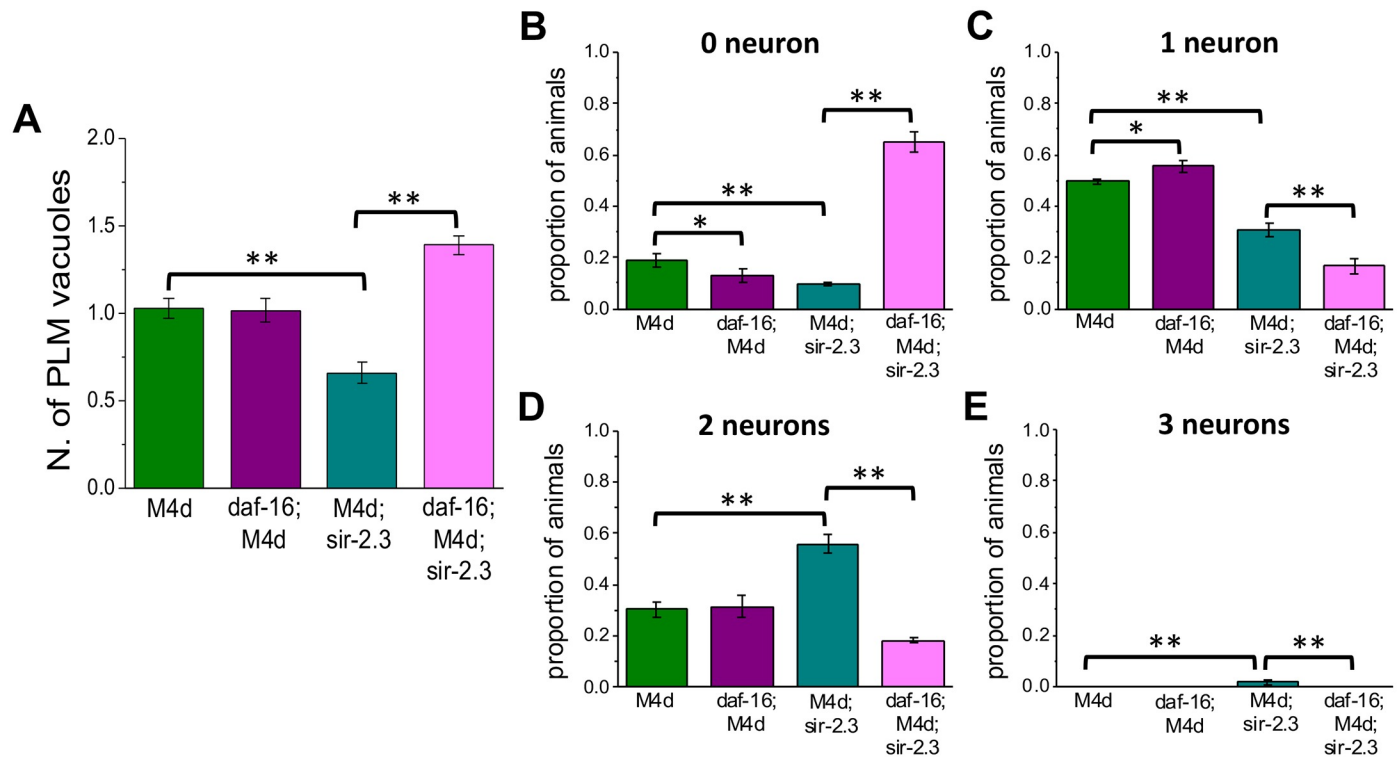 A
N. of PLM vacuoles
2.0
1.5
1.0
0.5
0.0
**
**
M4d
daf-16;
M4d
M4d;
sir-2.3
daf-16;
M4d;
sir-2.3
B
0 neuron
proportion of animals
1.0
0.8
0.6
0.4
0.2
0.0
**
**
*
M4d
daf-16;
M4d
M4d;
sir-2.3
daf-16;
M4d;
sir-2.3
C
1 neuron
proportion of animals
1.0
0.8
0.6
0.4
0.2
0.0
**
*
**
M4d
daf-16;
M4d
M4d;
sir-2.3
daf-16;
M4d;
sir-2.3
D
2 neurons
proportion of animals
1.0
0.8
0.6
0.4
0.2
0.0
**
**
M4d
daf-16;
M4d
M4d;
sir-2.3
daf-16;
M4d;
sir-2.3
E
3 neurons
proportion of animals
1.0
0.8
0.6
0.4
0.2
0.0
**
**
M4d
daf-16;
M4d
M4d;
sir-2.3
daf-16;
M4d;
sir-2.3